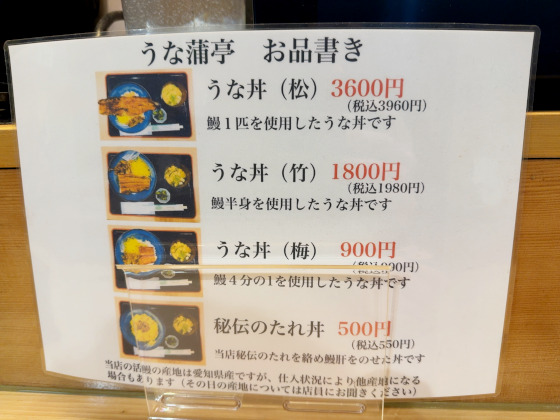 うな蒲亭　お品書き
うな丼（松）3600円
（税込3960円）
鰻１匹を使用したうな丼です
うな丼（竹）1800円
（税込1980円）
鰻半身を使用したうな丼です
うな丼（梅）900円
（税込990円）
鰻４分の1を使用したうな丼です
秘伝のたれ丼 500円
（税込550円）
当店秘伝のたれを絡め鰻肝をのせた丼です
当店の活鰻の産地は愛知県産ですが、仕入状況により他産地になる
場合もあります（その日の産地については店員にお聞きください）